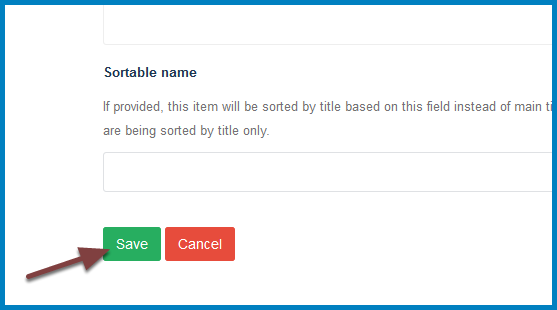 Sortable name
If provided, this item will be sorted by title based on this field instead of main
are being sorted by title only.
Save Cancel